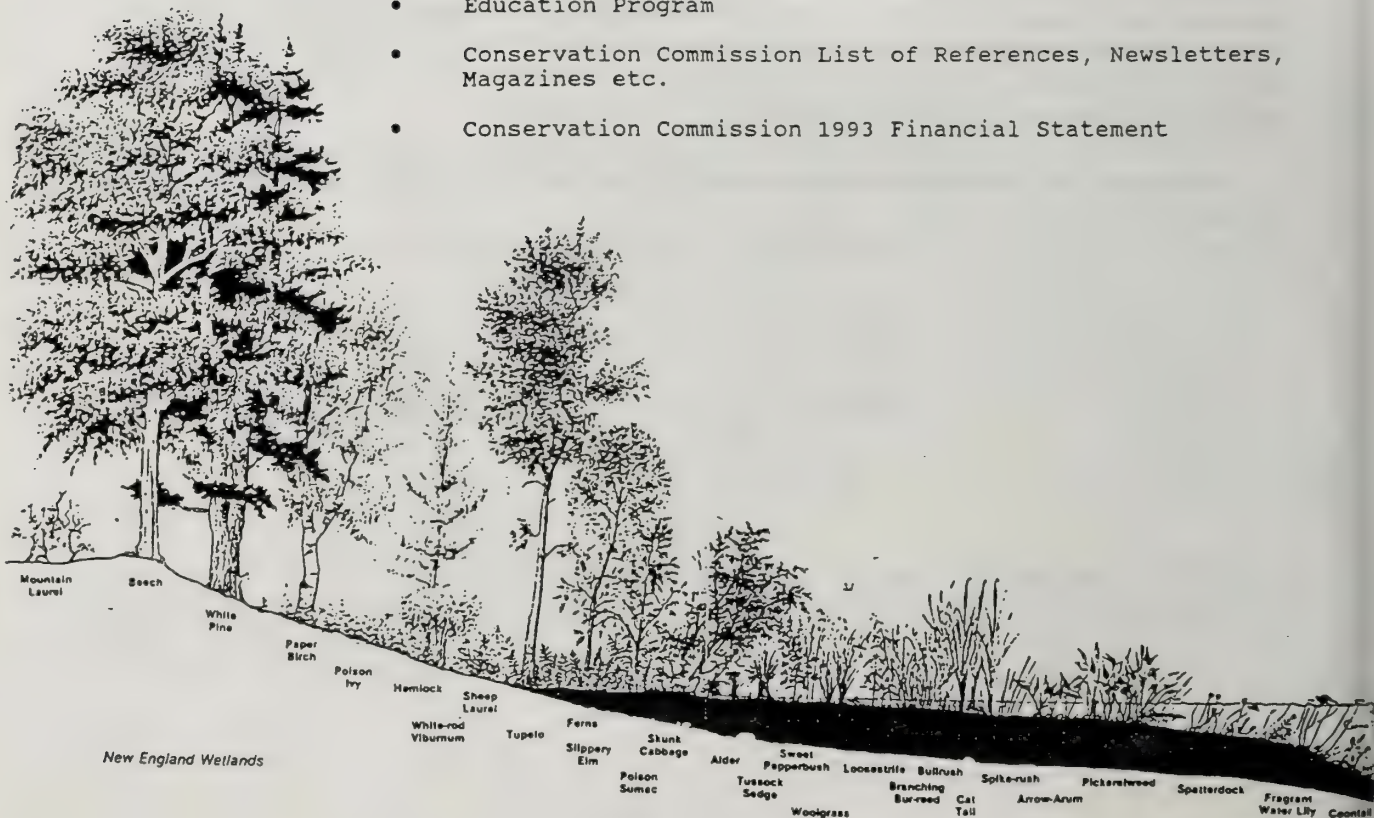 • Education Program
• Conservation Commission List of References, Newsletters,
Magazines etc.
• Conservation Commission 1993 Financial Statement
Mountain
Laurel
Beech
White
Pine
Paper
Birch
Poison
Ivy
Hemlock
Sheep
Laurel
White-rod
Viburnum
Tupelo
Ferns
Slippery
Elm
Poison
Sumac
Skunk
Cabbage
Alder
Tussock
Sedge
Sweet
Pepperbush
Woolgrass
Loosestrife
Bullrush
Branching
Bur-reed
Cat
Tail
Spike-rush
Arrow-Arum
Pickerelweed
Spatterdock
Fragrant
Water Lily
Coontail
New England Wetlands